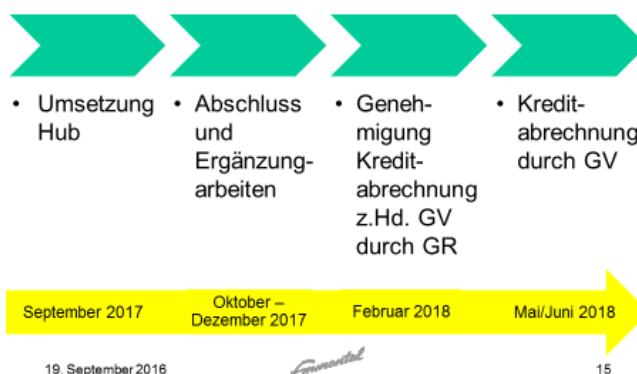 • Umsetzung
Hub
• Abschluss
und
Ergänzung-
arbeiten
• Geneh-
migung
Kredit-
abrechnung
z.Hd. GV
durch GR
• Kredit-
abrechnung
durch GV
September 2017
Oktober –
Dezember 2017
Februar 2018
Mai/Juni 2018
19. September 2016
Emmental
15